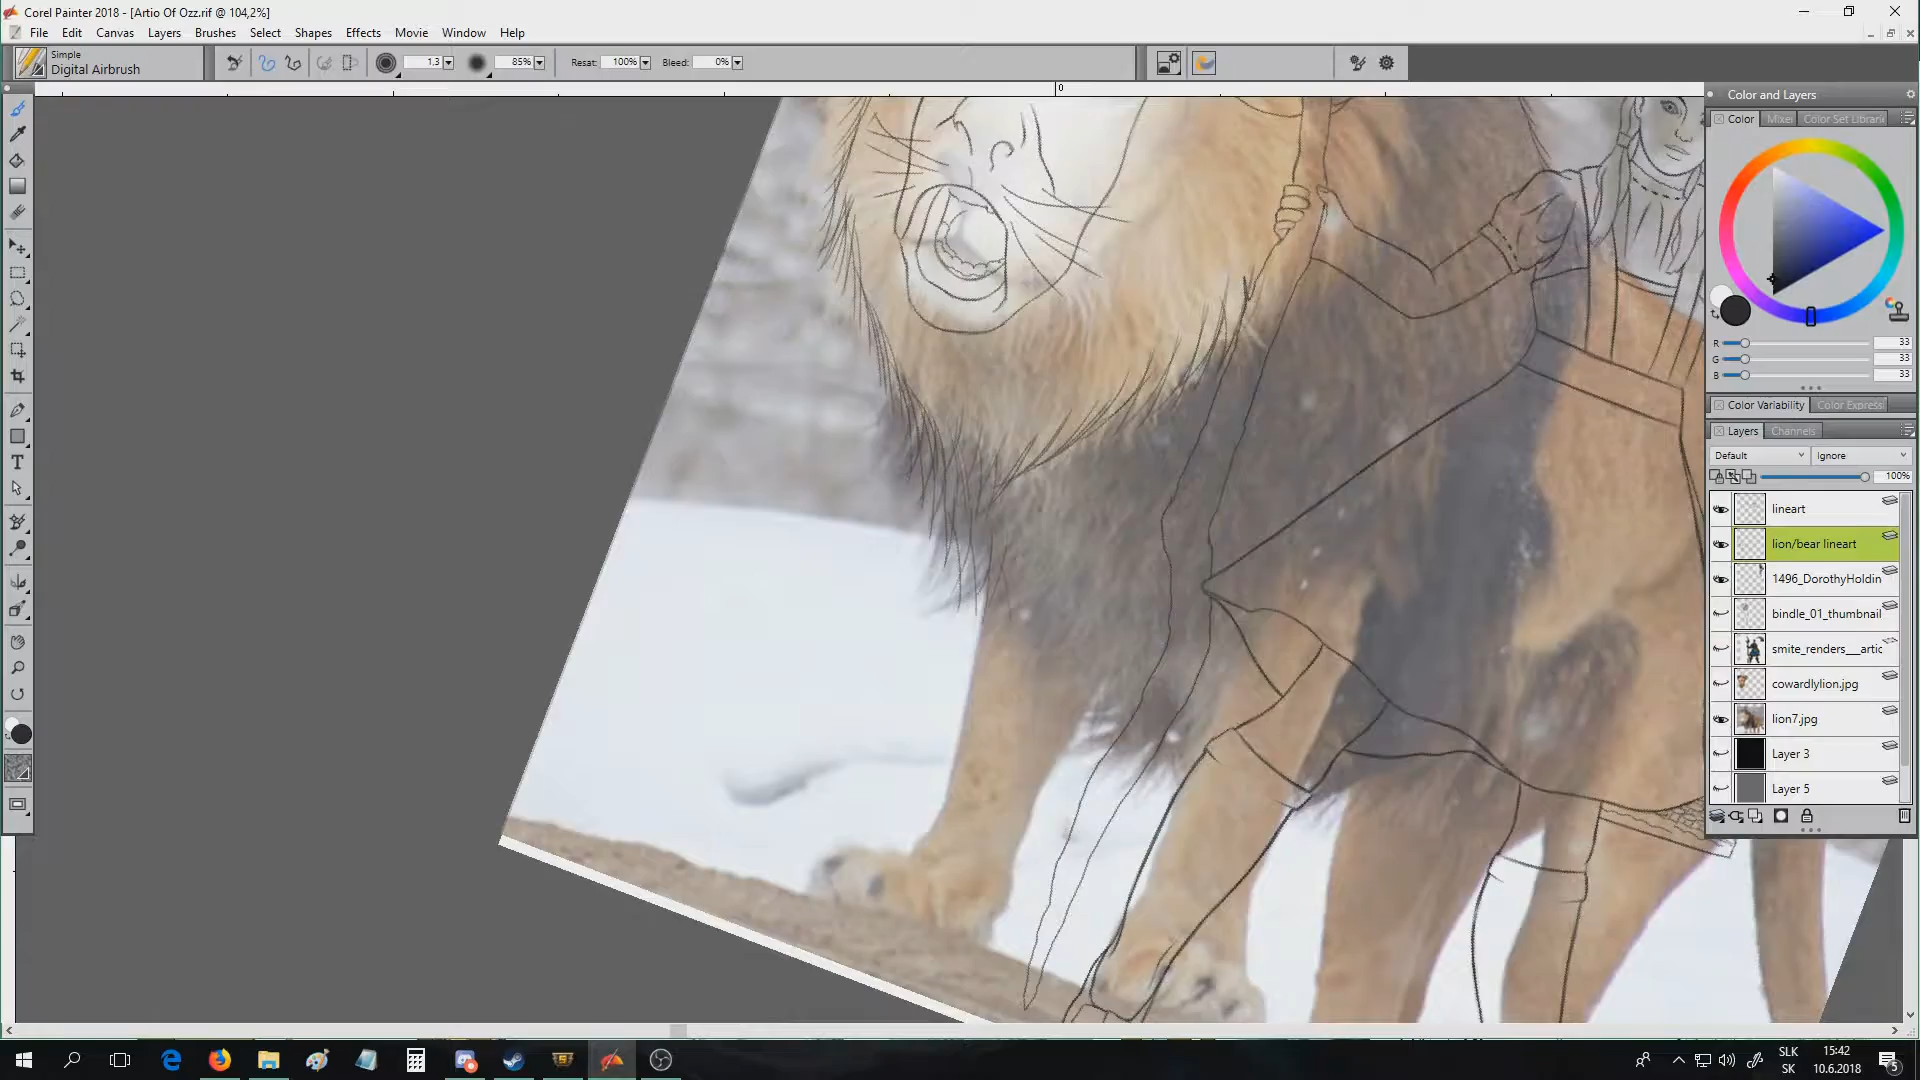 Corel Painter 2018 - [Artio Of Ozz.rif @ 104,2%]
File Edit Canvas Layers Brushes Select Shapes Effects Movie Window Help
Simple
Digital Airbrush
1,3
85%
Resat: 100%
Bleed: 0%
0
Color and Layers
Color Mixe Color Set Librari
R 33
G 33
B 33
Color Variability Color Express
Layers Channels
Default Ignore
100%
lineart
lion/bear lineart
1496_DorothyHoldin
bindle_01_thumbnail
smite_renders__artic
cowardlylion.jpg
lion7.jpg
Layer 3
Layer 5
SLK
SK
15:42
10.6.2018
5